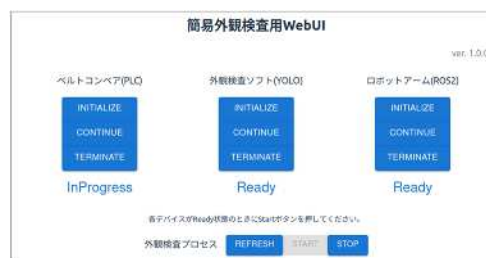 簡易外観検査用WebUI
ver. 1.0.0
ベルトコンベア(PLC) 外観検査ソフト(YOLO) ロボットアーム(ROS2)
INITIALIZE INITIALIZE INITIALIZE
CONTINUE CONTINUE CONTINUE
TERMINATE TERMINATE TERMINATE
InProgress Ready Ready
各デバイスがReady状態のときにStartボタンを押してください。
外観検査プロセス REFRESH START STOP